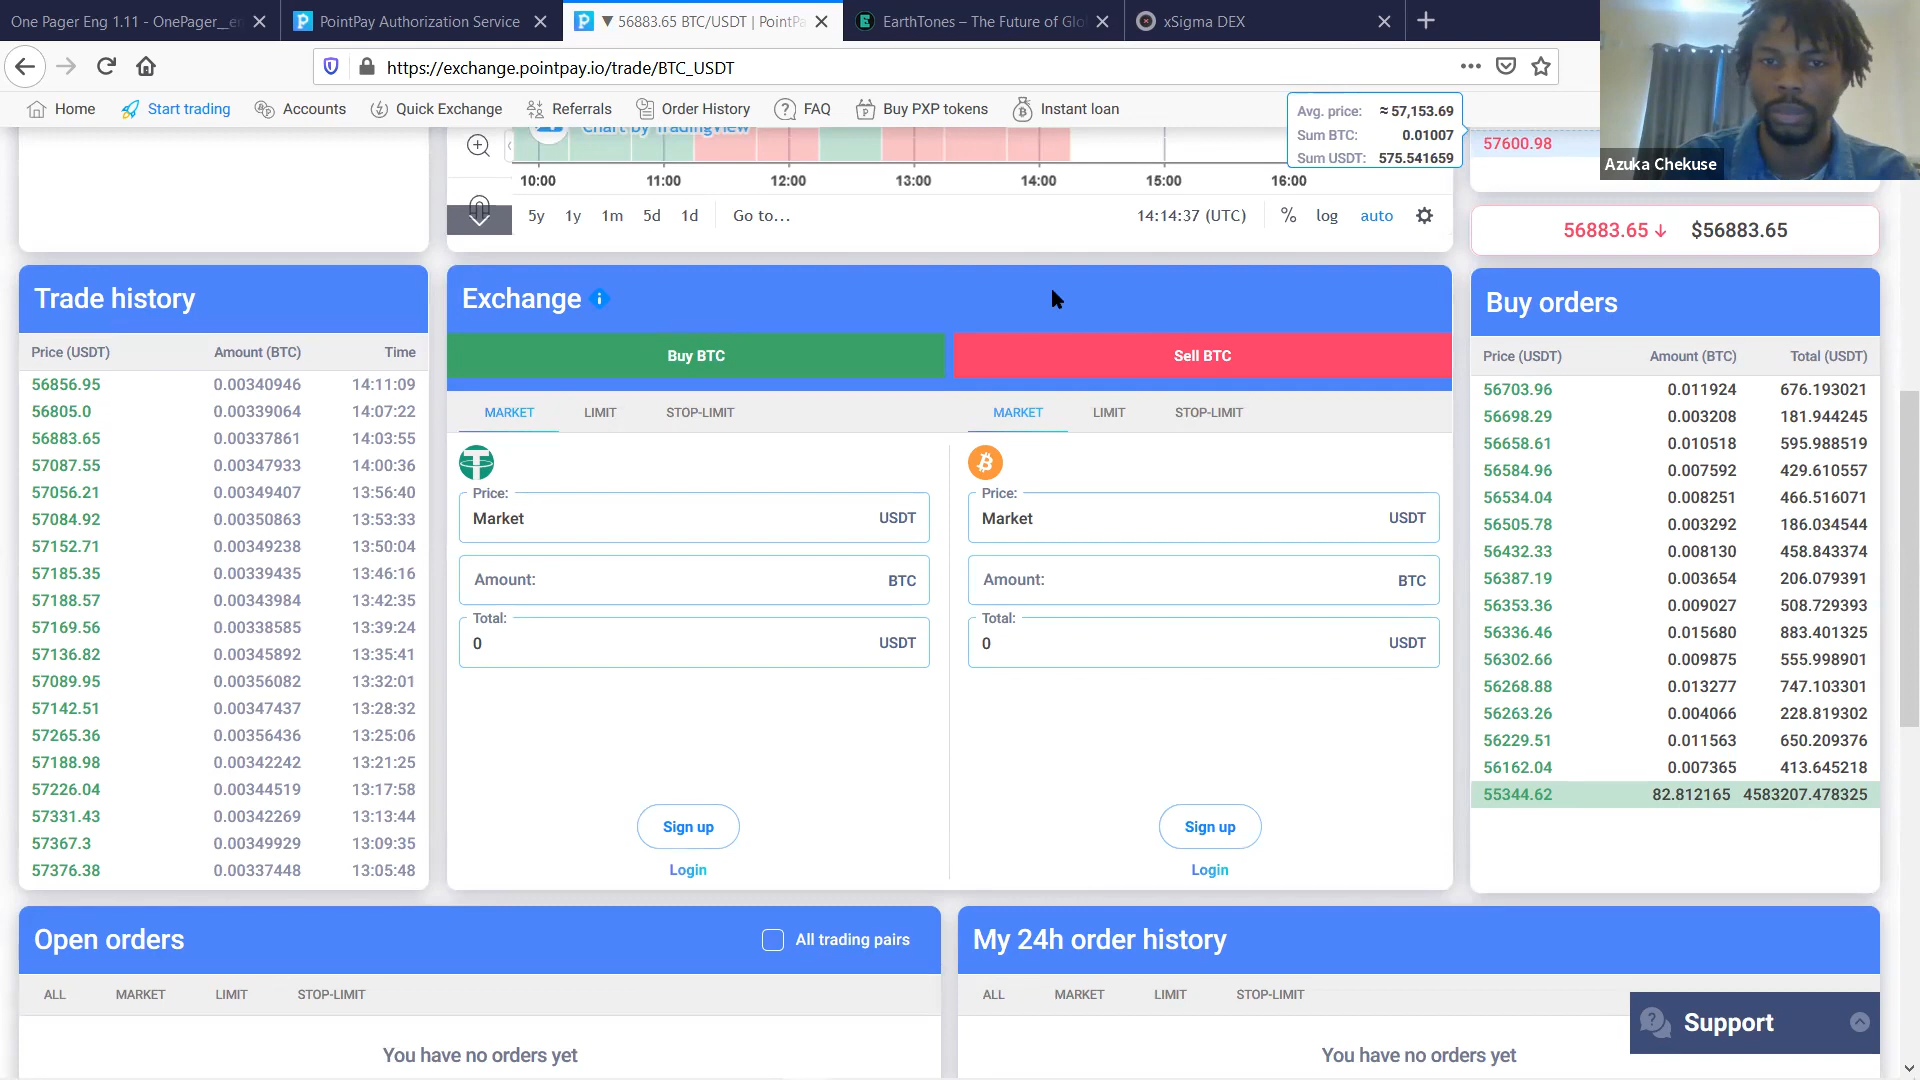 One Pager Eng 1.11 - OnePager_
PointPay Authorization Service
▼ 56883.65 BTC/USDT | PointPa
EarthTones – The Future of Glo
xSigma DEX
https://exchange.pointpay.io/trade/BTC_USDT
Home
Start trading
Accounts
Quick Exchange
Referrals
Order History
FAQ
Buy PXP tokens
Instant loan
Avg. price: ≈ 57,153.69
Sum BTC: 0.01007
Sum USDT: 575.541659
57600.98
Azuka Chekuse
Chart by TradingView
10:00 11:00 12:00 13:00 14:00 15:00 16:00
5y 1y 1m 5d 1d Go to... 14:14:37 (UTC) % log auto
56883.65 ↓ $56883.65
Trade history
Price (USDT) Amount (BTC) Time
56856.95 0.00340946 14:11:09
56805.0 0.00339064 14:07:22
56883.65 0.00337861 14:03:55
57087.55 0.00347933 14:00:36
57056.21 0.00349407 13:56:40
57084.92 0.00350863 13:53:33
57152.71 0.00349238 13:50:04
57185.35 0.00339435 13:46:16
57188.57 0.00343984 13:42:35
57169.56 0.00338585 13:39:24
57136.82 0.00345892 13:35:41
57089.95 0.00356082 13:32:01
57142.51 0.00347437 13:28:32
57265.36 0.00356436 13:25:06
57188.98 0.00342242 13:21:25
57226.04 0.00344519 13:17:58
57331.43 0.00342269 13:13:44
57367.3 0.00349929 13:09:35
57376.38 0.00337448 13:05:48
Exchange
Buy BTC
Sell BTC
MARKET LIMIT STOP-LIMIT
MARKET LIMIT STOP-LIMIT
Price:
Market USDT
Amount: BTC
Total:
0 USDT
Sign up
Login
Price:
Market USDT
Amount: BTC
Total:
0 USDT
Sign up
Login
Buy orders
Price (USDT) Amount (BTC) Total (USDT)
56703.96 0.011924 676.193021
56698.29 0.003208 181.944245
56658.61 0.010518 595.988519
56584.96 0.007592 429.610557
56534.04 0.008251 466.516071
56505.78 0.003292 186.034544
56432.33 0.008130 458.843374
56387.19 0.003654 206.079391
56353.36 0.009027 508.729393
56336.46 0.015680 883.401325
56302.66 0.009875 555.998901
56268.88 0.013277 747.103301
56263.26 0.004066 228.819302
56229.51 0.011563 650.209376
56162.04 0.007365 413.645218
55344.62 82.812165 4583207.478325
Open orders
All trading pairs
ALL MARKET LIMIT STOP-LIMIT
You have no orders yet
My 24h order history
ALL MARKET LIMIT STOP-LIMIT
You have no orders yet
Support